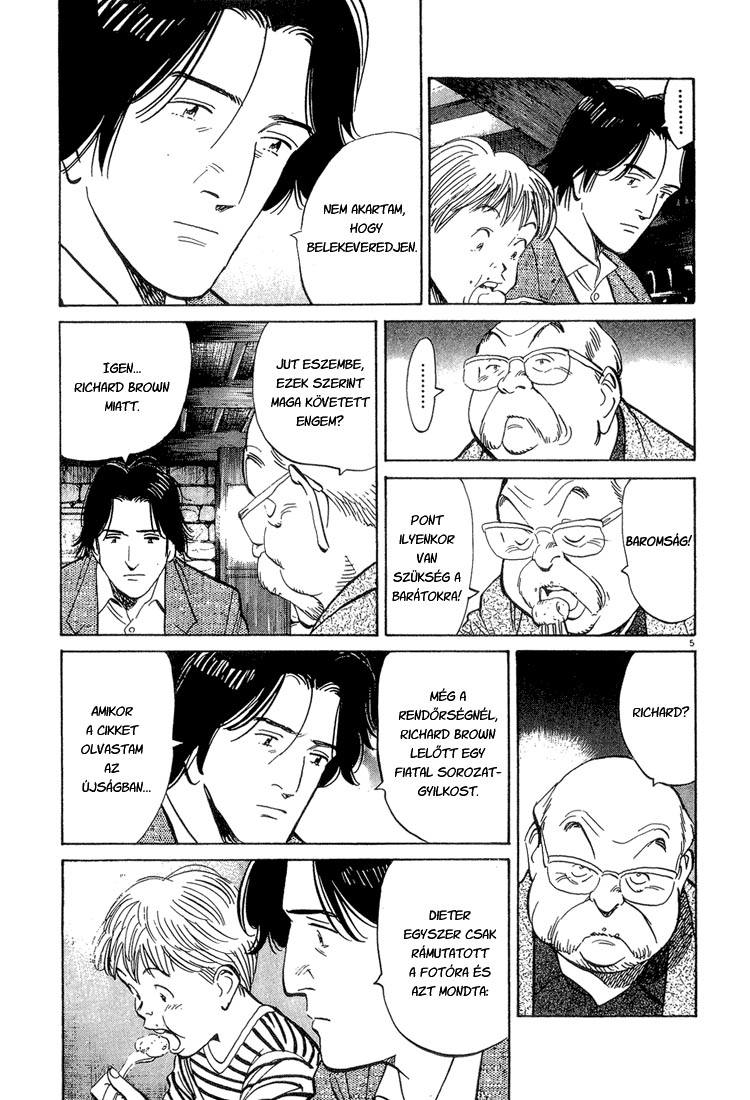 ........
NEM AKARTAM,
HOGY
BELEKEVEREDJEN.
........
BAROMSÁG!
PONT
ILYENKOR
VAN
SZÜKSÉG A
BARÁTOKRA!
JUT ESZEMBE,
EZEK SZERINT
MAGA KÖVETETT
ENGEM?
IGEN...
RICHARD BROWN
MIATT.
5
RICHARD?
MÉG A
RENDŐRSÉGNÉL,
RICHARD BROWN
LELŐTT EGY
FIATAL SOROZAT-
GYILKOST.
AMIKOR
A CIKKET
OLVASTAM
AZ
ÚJSÁGBAN...
DIETER
EGYSZER CSAK
RÁMUTATOTT
A FOTÓRA ÉS
AZT MONDTA: